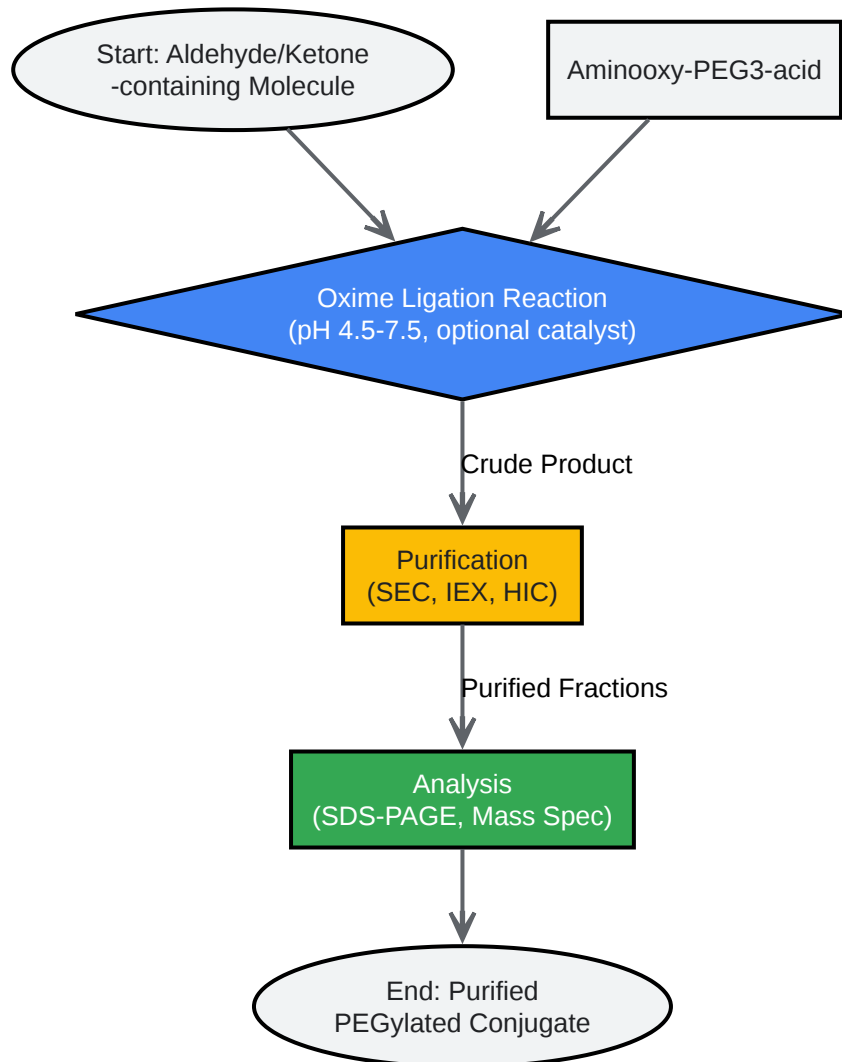 Start: Aldehyde/Ketone
-containing Molecule
Aminooxy-PEG3-acid
Oxime Ligation Reaction
(pH 4.5-7.5, optional catalyst)
Crude Product
Purification
(SEC, IEX, HIC)
Purified Fractions
Analysis
(SDS-PAGE, Mass Spec)
End: Purified
PEGylated Conjugate